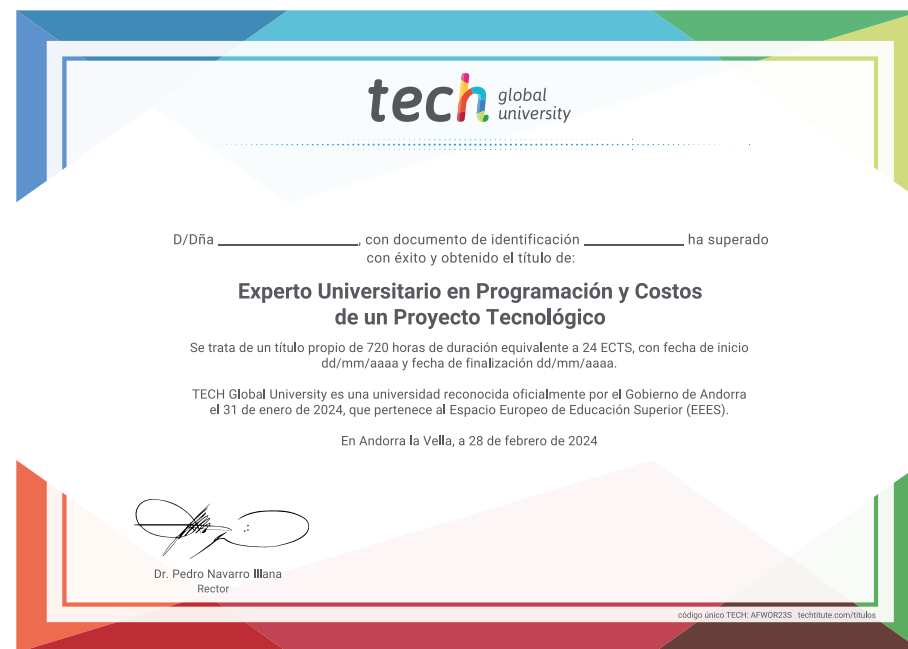 tech global university
D/Dña ____________________, con documento de identificación ______________ ha superado
con éxito y obtenido el título de:
Experto Universitario en Programación y Costos
de un Proyecto Tecnológico
Se trata de un título propio de 720 horas de duración equivalente a 24 ECTS, con fecha de inicio
dd/mm/aaaa y fecha de finalización dd/mm/aaaa.
TECH Global University es una universidad reconocida oficialmente por el Gobierno de Andorra
el 31 de enero de 2024, que pertenece al Espacio Europeo de Educación Superior (EEES).
En Andorra la Vella, a 28 de febrero de 2024
Dr. Pedro Navarro Illana
Rector
código único TECH: AFWOR23S techtitute.com/titulos